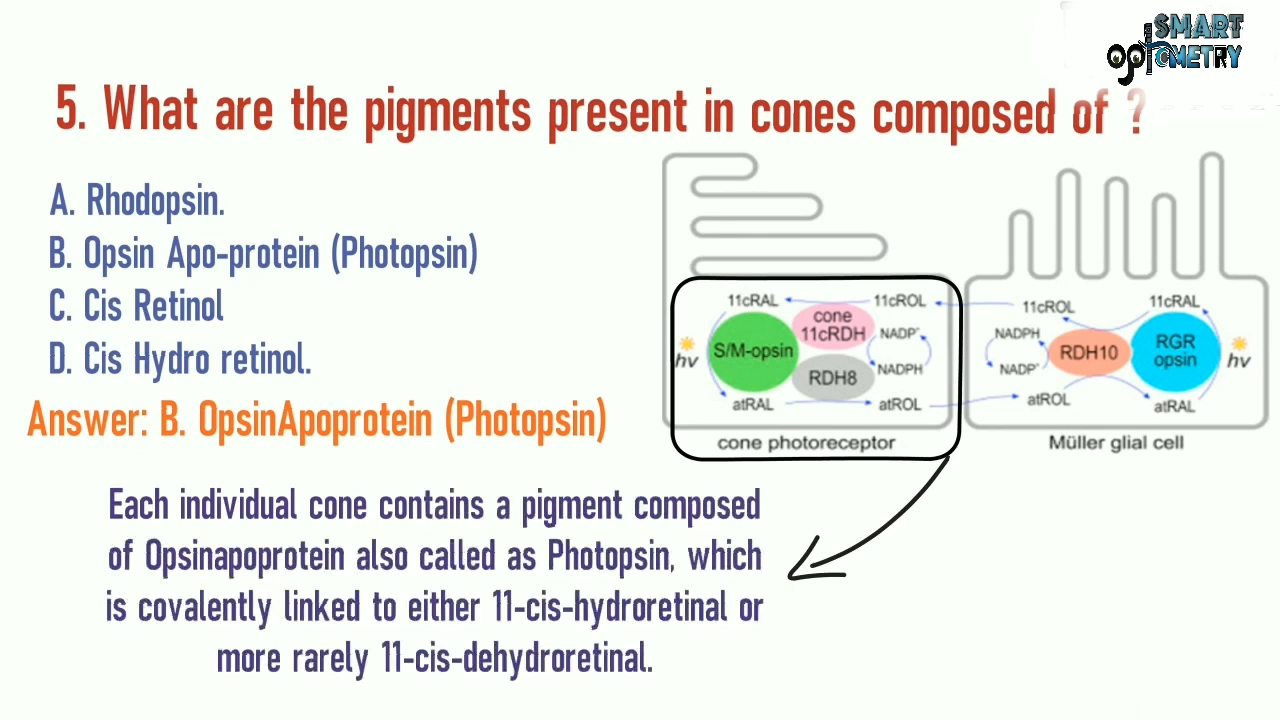 SMART
optOMETRY
5. What are the pigments present in cones composed of ?
A. Rhodopsin.
B. Opsin Apo-protein (Photopsin)
C. Cis Retinol
D. Cis Hydro retinol.
Answer: B. OpsinApoprotein (Photopsin)
Each individual cone contains a pigment composed
of Opsinapoprotein also called as Photopsin, which
is covalently linked to either 11-cis-hydroretinal or
more rarely 11-cis-dehydroretinal.
11cRAL
11cROL
cone
11cRDH
S/M-opsin
NADP⁺
hv
RDH8
NADPH
atRAL
atROL
cone photoreceptor
11cROL
11cRAL
NADPH
RDH10
RGR
opsin
hv
NADP⁺
atROL
atRAL
Müller glial cell